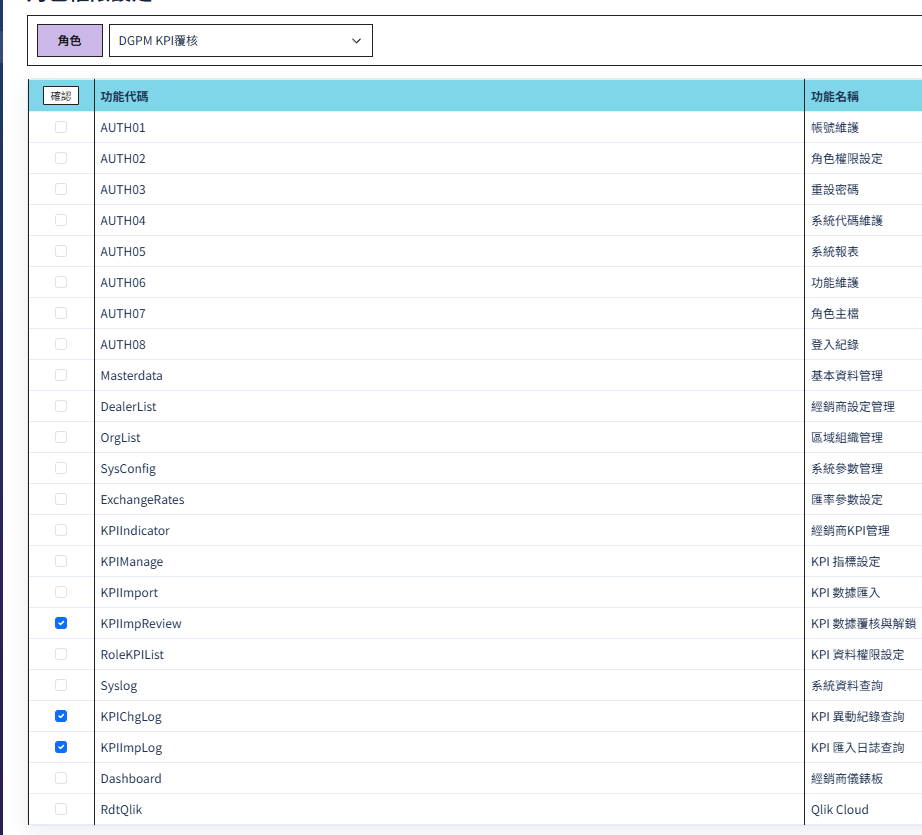 角色 DGPM KPI覆核
確認 功能代碼 功能名稱
AUTH01 帳號維護
AUTH02 角色權限設定
AUTH03 重設密碼
AUTH04 系統代碼維護
AUTH05 系統報表
AUTH06 功能維護
AUTH07 角色主檔
AUTH08 登入紀錄
Masterdata 基本資料管理
DealerList 經銷商設定管理
OrgList 區域組織管理
SysConfig 系統參數管理
ExchangeRates 匯率參數設定
KPIIndicator 經銷商KPI管理
KPIManage KPI 指標設定
KPIImport KPI 數據匯入
KPIImpReview KPI 數據覆核與解鎖
RoleKPIList KPI 資料權限設定
Syslog 系統資料查詢
KPIChgLog KPI 異動紀錄查詢
KPIImpLog KPI 匯入日誌查詢
Dashboard 經銷商儀錶板
RdtQlik Qlik Cloud